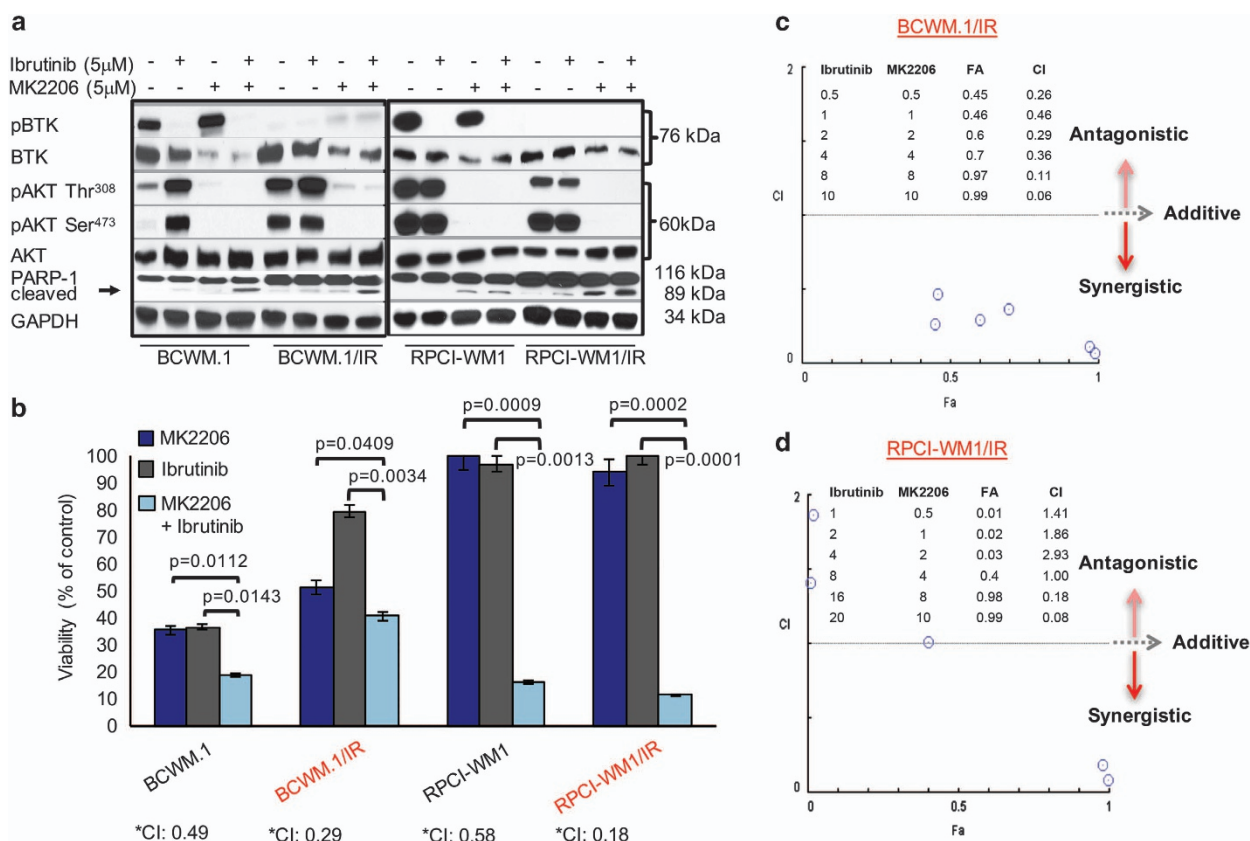 a
Ibrutinib (5μM) - + - + - + - + - + - + - + - +
MK2206 (5μM) - - + + - - + + - - + + - - + +
pBTK
76 kDa
BTK
pAKT Thr308
pAKT Ser473
60kDa
AKT
PARP-1
116 kDa
cleaved
89 kDa
GAPDH
34 kDa
BCWM.1 BCWM.1/IR RPCI-WM1 RPCI-WM1/IR
b
MK2206
Ibrutinib
MK2206
+ Ibrutinib
Viability (% of control)
100
90
80
70
60
50
40
30
20
10
0
p=0.0112
p=0.0143
p=0.0409
p=0.0034
p=0.0009
p=0.0013
p=0.0002
p=0.0001
BCWM.1
BCWM.1/IR
RPCI-WM1
RPCI-WM1/IR
*CI: 0.49 *CI: 0.29 *CI: 0.58 *CI: 0.18
c
BCWM.1/IR
2
Ibrutinib MK2206 FA CI
0.5 0.5 0.45 0.26
1 1 0.46 0.46
2 2 0.6 0.29
4 4 0.7 0.36
8 8 0.97 0.11
10 10 0.99 0.06
Antagonistic
CI
Additive
Synergistic
0
0 0.5 1
Fa
d
RPCI-WM1/IR
2
Ibrutinib MK2206 FA CI
1 0.5 0.01 1.41
2 1 0.02 1.86
4 2 0.03 2.93
8 4 0.4 1.00
16 8 0.98 0.18
20 10 0.99 0.08
Antagonistic
CI
Additive
Synergistic
0
0 0.5 1
Fa